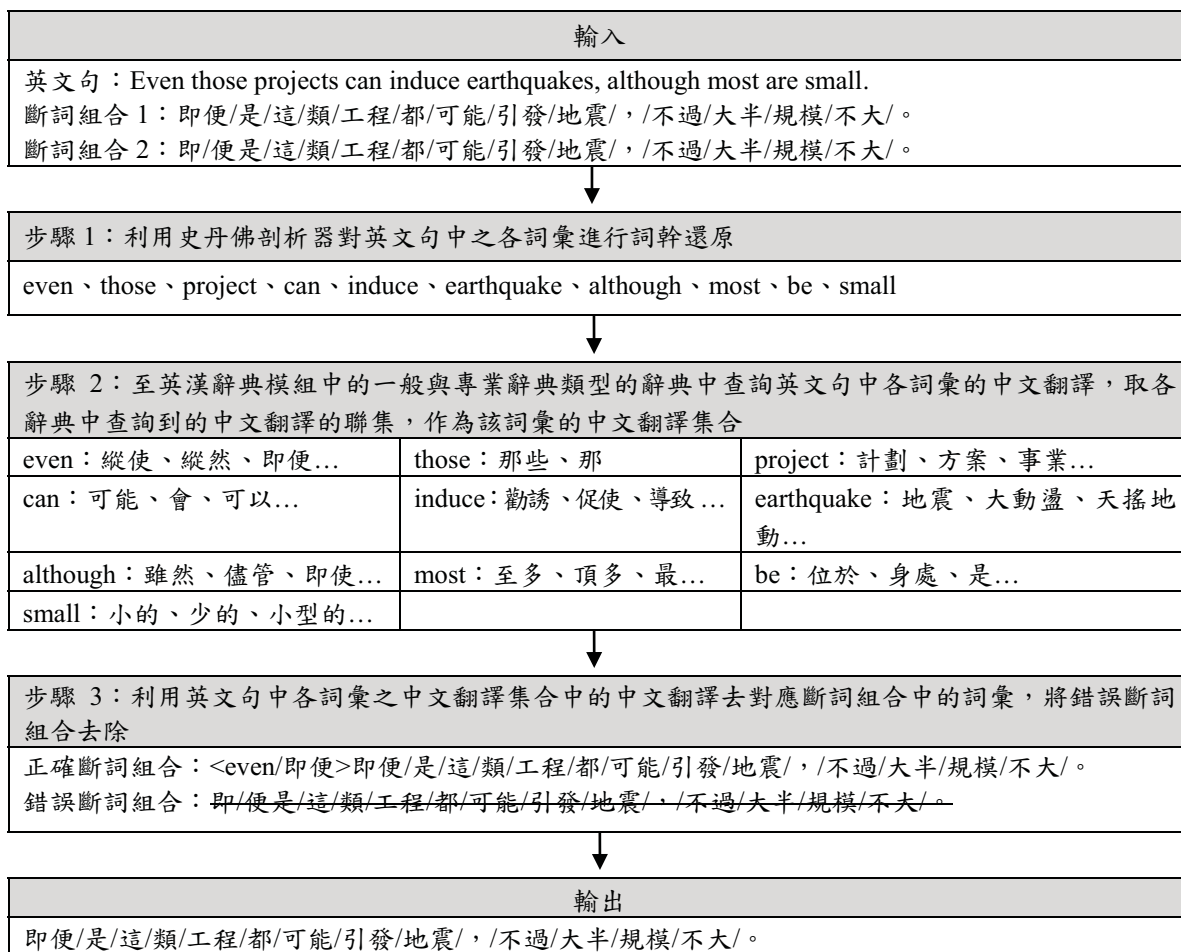 輸入
英文句：Even those projects can induce earthquakes, although most are small.
斷詞組合 1：即便/是/這/類/工程/都/可能/引發/地震/，/不過/大半/規模/不大/。
斷詞組合 2：即/便是/這/類/工程/都/可能/引發/地震/，/不過/大半/規模/不大/。
步驟 1：利用史丹佛剖析器對英文句中之各詞彙進行詞幹還原
even、those、project、can、induce、earthquake、although、most、be、small
步驟 2：至英漢辭典模組中的一般與專業辭典類型的辭典中查詢英文句中各詞彙的中文翻譯，取各
辭典中查詢到的中文翻譯的聯集，作為該詞彙的中文翻譯集合
even：縱使、縱然、即便… those：那些、那 project：計劃、方案、事業…
can：可能、會、可以… induce：勸誘、促使、導致… earthquake：地震、大動盪、天搖地
動…
although：雖然、儘管、即使… most：至多、頂多、最… be：位於、身處、是…
small：小的、少的、小型的…
步驟 3：利用英文句中各詞彙之中文翻譯集合中的中文翻譯去對應斷詞組合中的詞彙，將錯誤斷詞
組合去除
正確斷詞組合：<even/即便>即便/是/這/類/工程/都/可能/引發/地震/，/不過/大半/規模/不大/。
錯誤斷詞組合：即/便是/這/類/工程/都/可能/引發/地震/，/不過/大半/規模/不大/。
輸出
即便/是/這/類/工程/都/可能/引發/地震/，/不過/大半/規模/不大/。